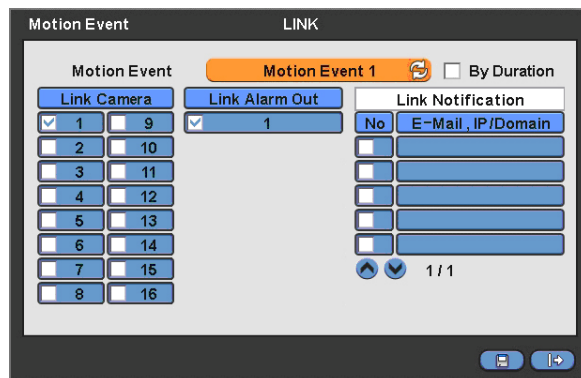 Motion Event LINK
Motion Event Motion Event 1 By Duration
Link Camera Link Alarm Out Link Notification
1 9 1 No E-Mail , IP/Domain
2 10
3 11
4 12
5 13
6 14
7 15 1 / 1
8 16